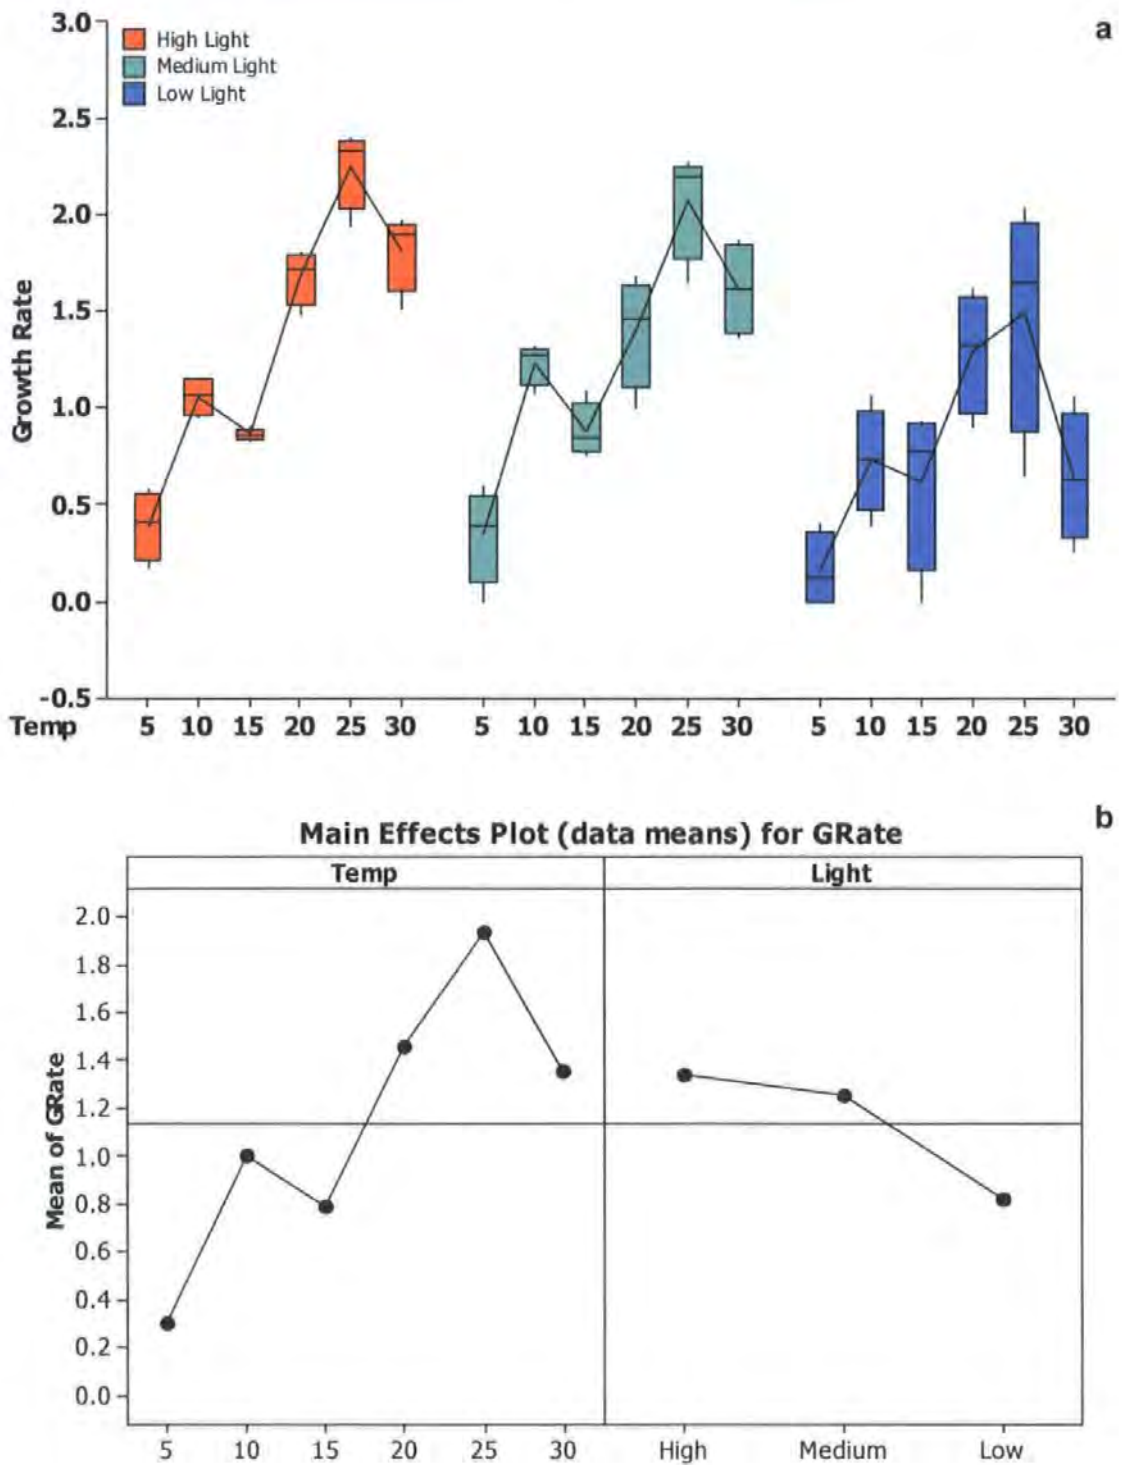 a
3.0
High Light
Medium Light
Low Light
2.5
2.0
1.5
1.0
0.5
0.0
-0.5
Growth Rate
Temp 5 10 15 20 25 30 5 10 15 20 25 30 5 10 15 20 25 30
b
Main Effects Plot (data means) for GRate
Temp Light
2.0
1.8
1.6
1.4
1.2
1.0
0.8
0.6
0.4
0.2
0.0
Mean of GRate
5 10 15 20 25 30 High Medium Low